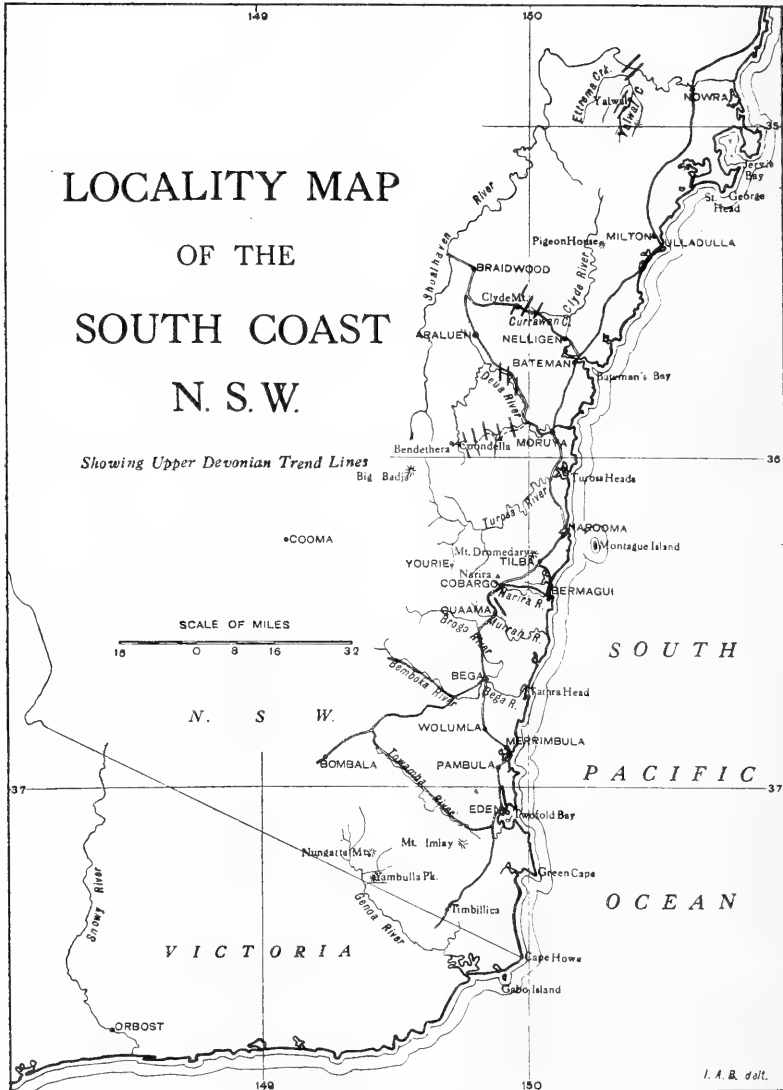 149
150
LOCALITY MAP
OF THE
SOUTH COAST
N. S. W.
Showing Upper Devonian Trend Lines
Ettrema Crk.
Yalwal
Yalwal C.
NOWRA
35
Jervis Bay
St. George Head
Shoalhaven River
Pigeon House
MILTON
ULLADULLA
BRAIDWOOD
Clyde Mt.
Clyde River
Currawan C.
ARALUEN
NELLIGEN
BATEMAN
Bateman's Bay
Deua River
Bendethera
Coondella
MORUYA
36
36
Big Badja
Tuross Heads
Tuross River
COOMA
NAROOMA
Mt. Dromedary
TILBA
Montague Island
YOURIE
Narira
COBARGO
Narira R.
BERMAGUI
QUAAMA
Murrah R.
Brogo River
SCALE OF MILES
16 0 8 16 32
SOUTH
Bemboka River
BEGA
Bega R.
Tathra Head
N. S W.
WOLUMLA
MERRIMBULA
BOMBALA
PAMBULA
PACIFIC
37
37
Towamba River
EDEN
Twofold Bay
Mt. Imlay
Nungatta Mt.
Yambulla Pk.
Green Cape
OCEAN
Timbillica
Snowy River
Genoa River
VICTORIA
Cape Howe
Gabo Island
ORBOST
149
150
I. A. B. delt.